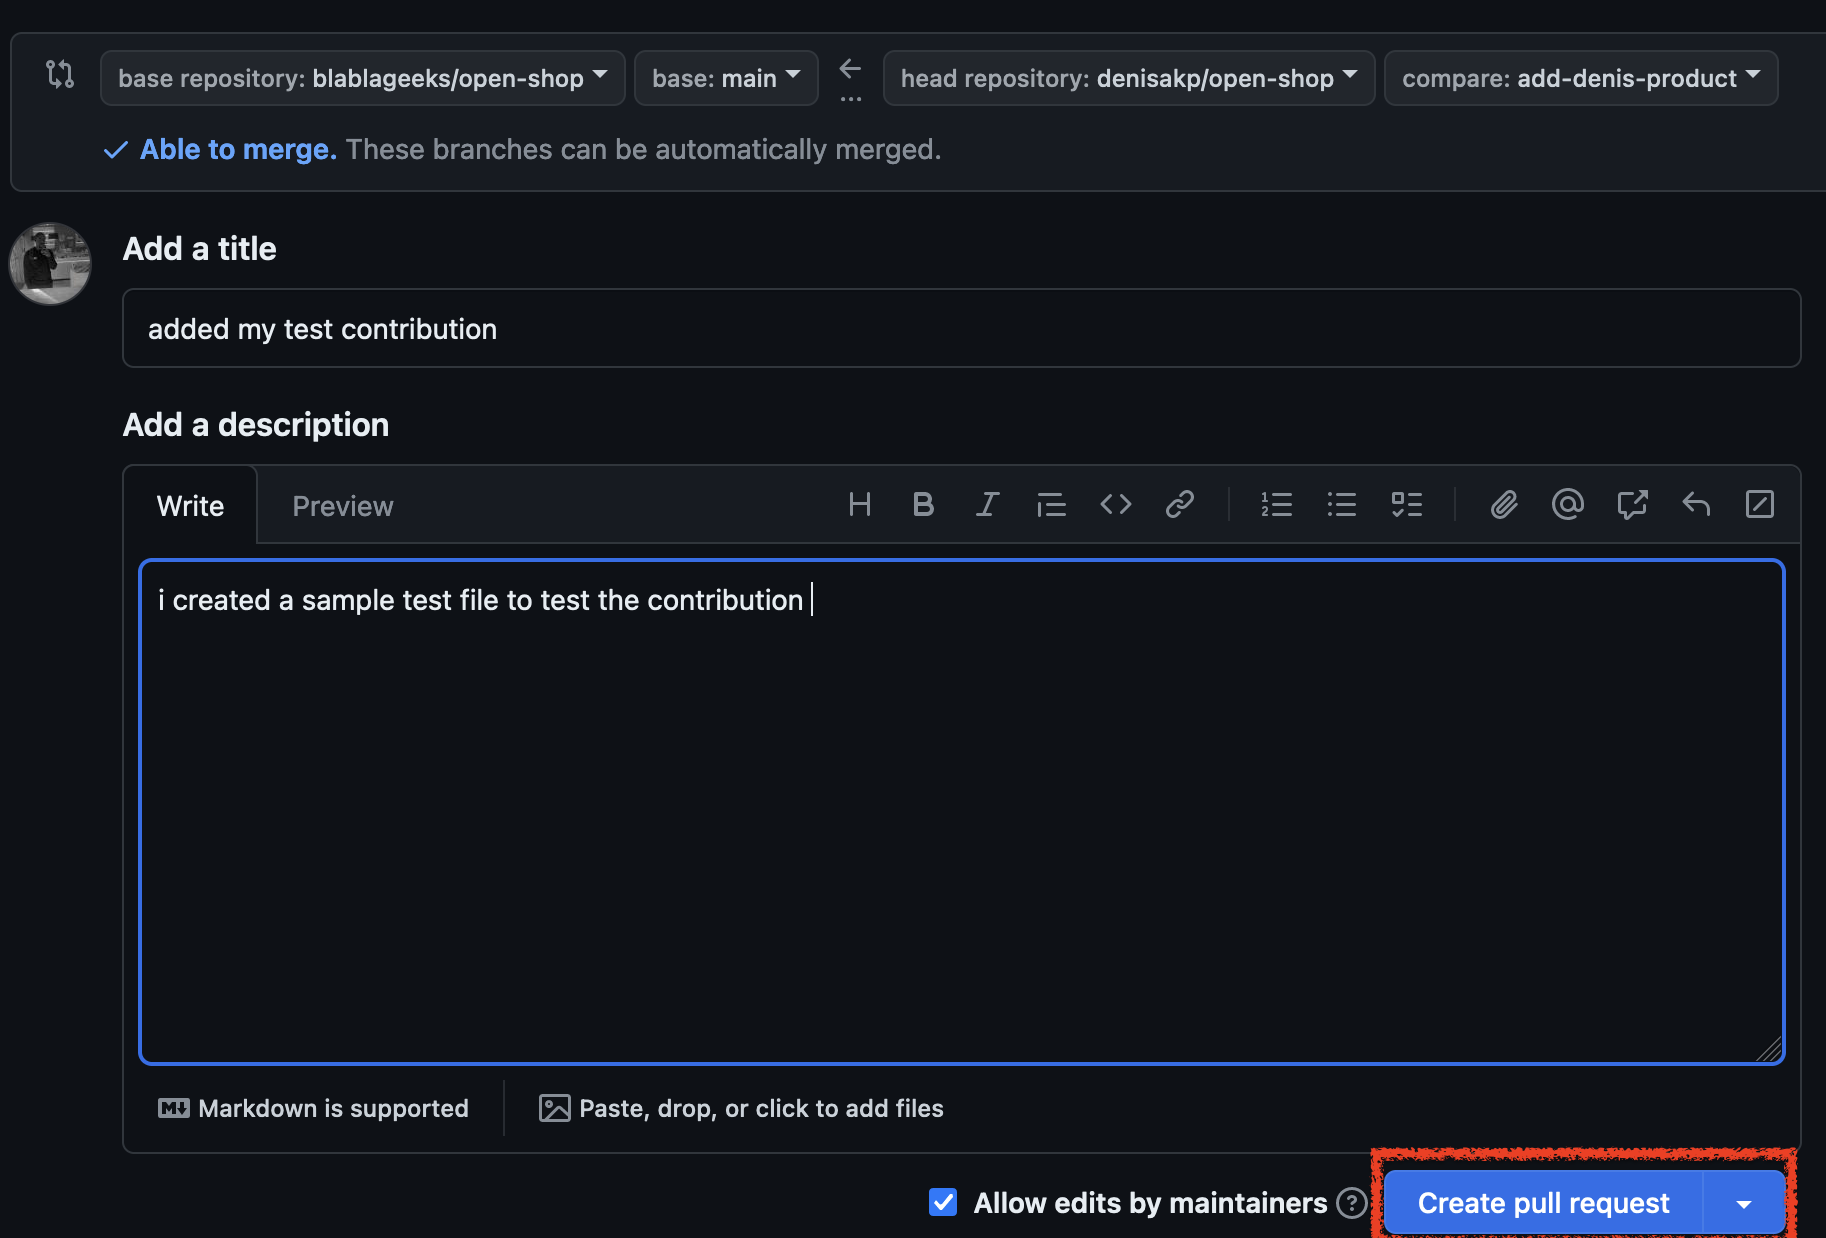 base repository: blablageeks/open-shop base: main head repository: denisakp/open-shop compare: add-denis-product
Able to merge. These branches can be automatically merged.
Add a title
added my test contribution
Add a description
Write Preview
i created a sample test file to test the contribution
Markdown is supported Paste, drop, or click to add files
Allow edits by maintainers Create pull request